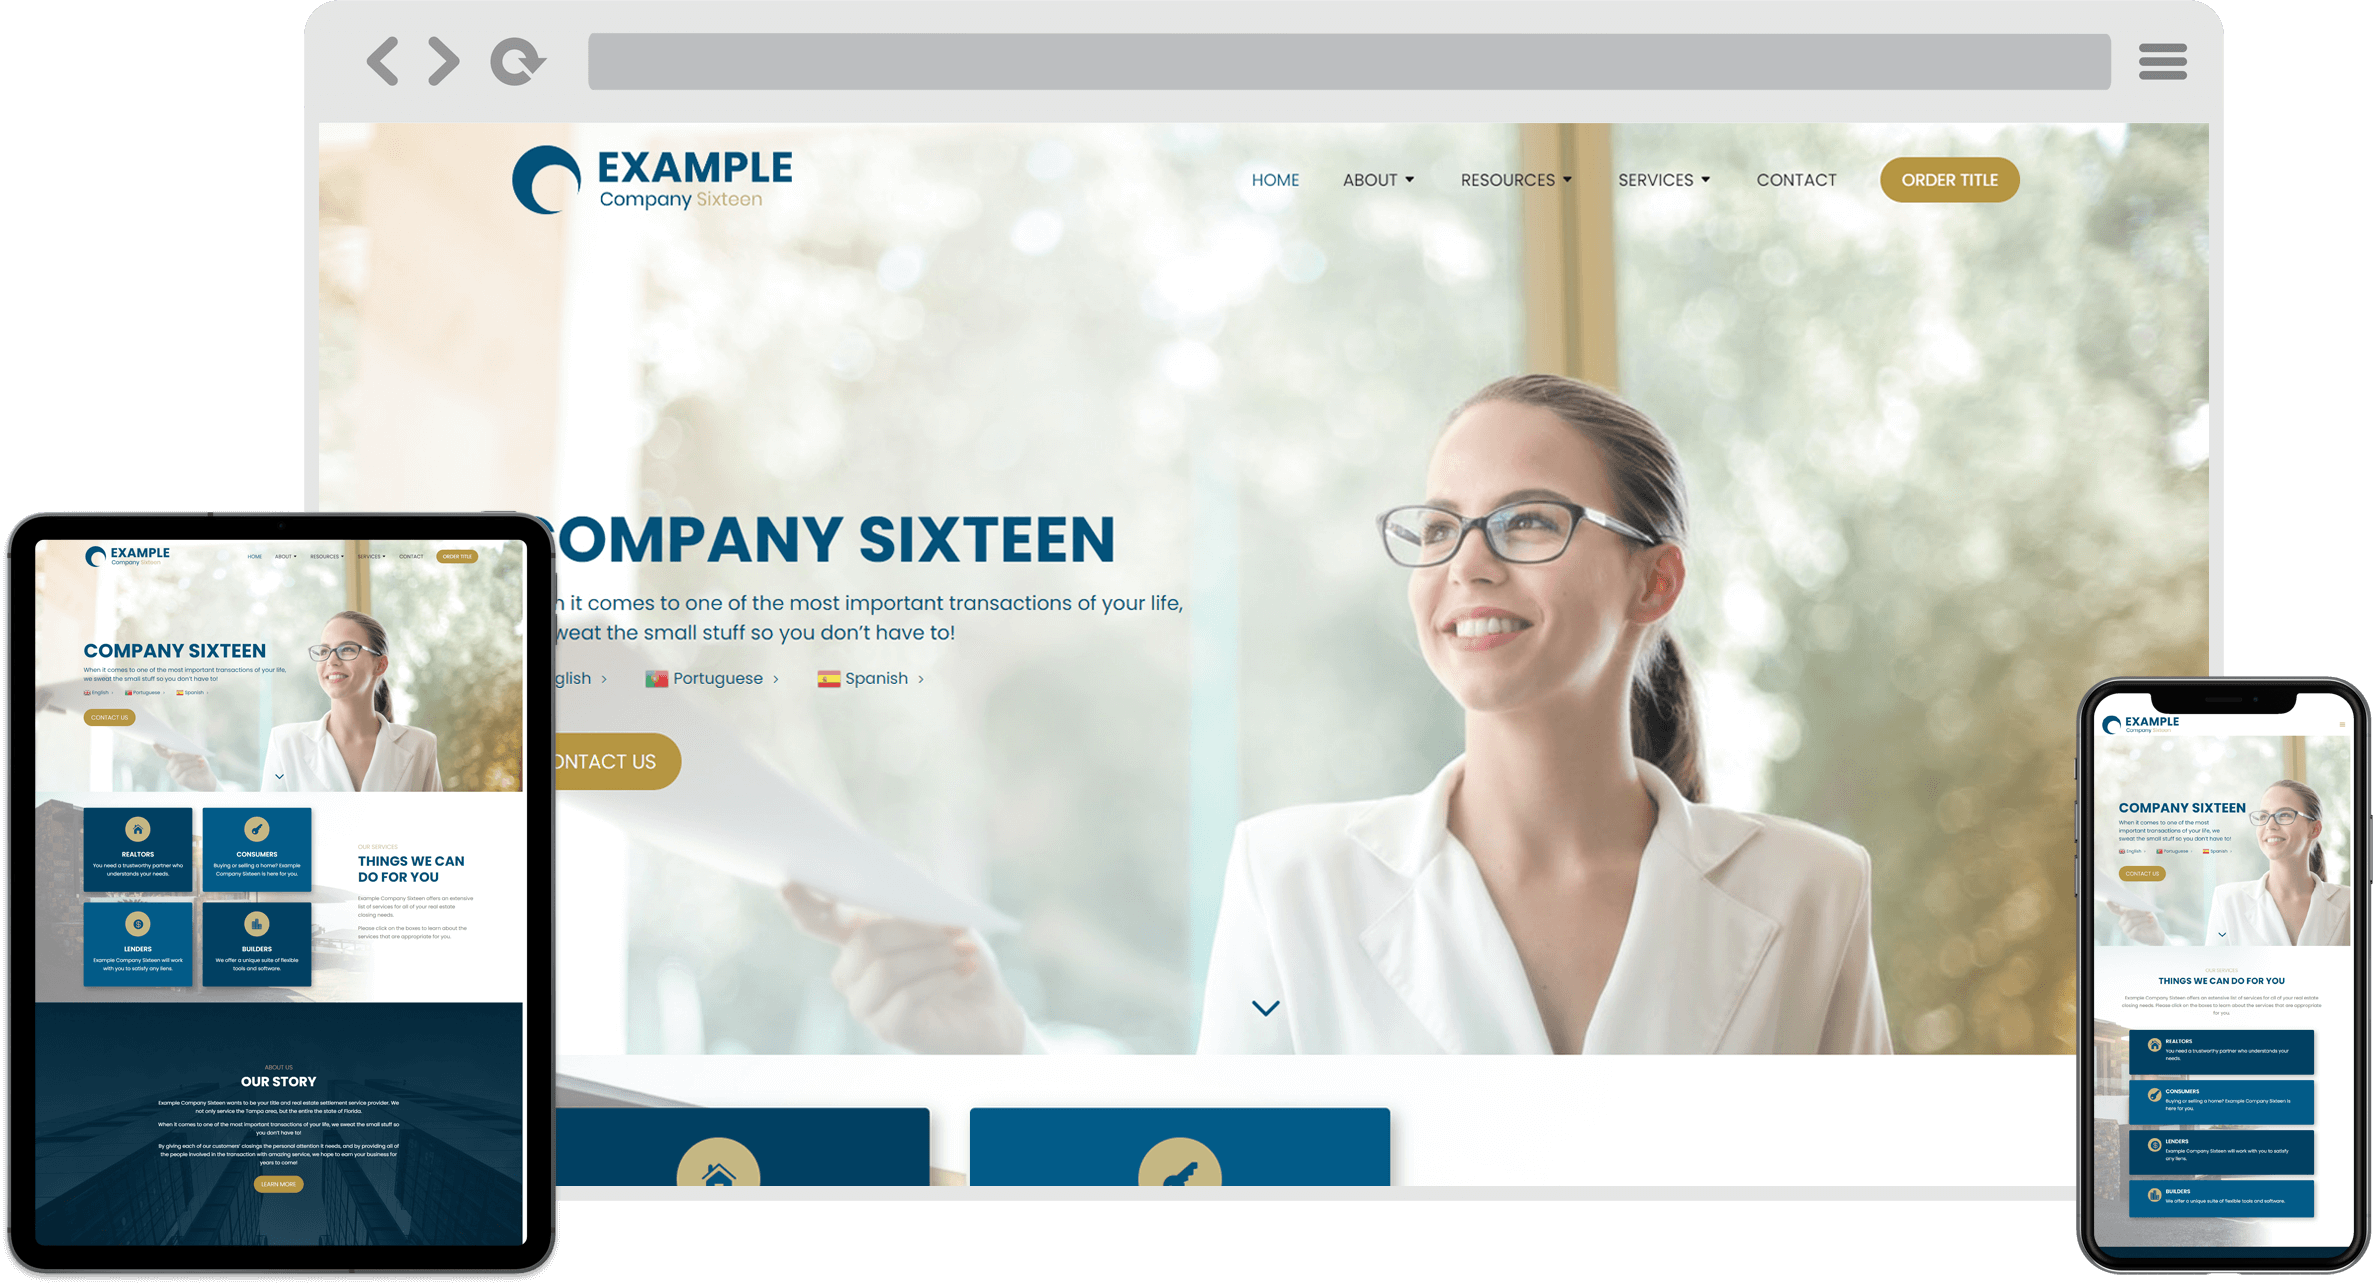 EXAMPLE
Company Sixteen
HOME ABOUT RESOURCES SERVICES CONTACT ORDER TITLE
OMPANY SIXTEEN
it comes to one of the most important transactions of your life,
weat the small stuff so you don't have to!
glish Portuguese Spanish
ONTACT US
EXAMPLE
Company Sixteen
HOME ABOUT RESOURCES SERVICES CONTACT ORDER TITLE
COMPANY SIXTEEN
When it comes to one of the most important transactions of your life,
we sweat the small stuff so you don't have to!
English Portuguese Spanish
CONTACT US
REALTORS
You need a trustworthy partner who
understands your needs.
CONSUMERS
Buying or selling a home? Example
Company Sixteen is here for you.
LENDERS
Example Company Sixteen will work
with you to satisfy any liens.
BUILDERS
We offer a unique suite of flexible
tools and software.
OUR SERVICES
THINGS WE CAN
DO FOR YOU
Example Company Sixteen offers an extensive
list of services for all of your real estate
closing needs.
Please click on the boxes to learn about the
services that are appropriate for you.
ABOUT US
OUR STORY
Example Company Sixteen wants to be your title and real estate settlement service provider. We
not only service the Tampa area, but the entire the state of Florida.
When it comes to one of the most important transactions of your life, we sweat the small stuff so
you don't have to!
By giving each of our customers' closings the personal attention it needs, and by providing all of
the people involved in the transaction with amazing service, we hope to earn your business for
years to come!
LEARN MORE
EXAMPLE
Company Sixteen
COMPANY SIXTEEN
When it comes to one of the most
important transactions of your life, we
sweat the small stuff so you don't have to!
English Portuguese Spanish
CONTACT US
OUR SERVICES
THINGS WE CAN DO FOR YOU
Example Company Sixteen offers an extensive list of services for all of your real estate
closing needs. Please click on the boxes to learn about the services that are appropriate
for you.
REALTORS
You need a trustworthy partner who understands your
needs.
CONSUMERS
Buying or selling a home? Example Company Sixteen is
here for you.
LENDERS
Example Company Sixteen will work with you to satisfy
any liens.
BUILDERS
We offer a unique suite of flexible tools and software.